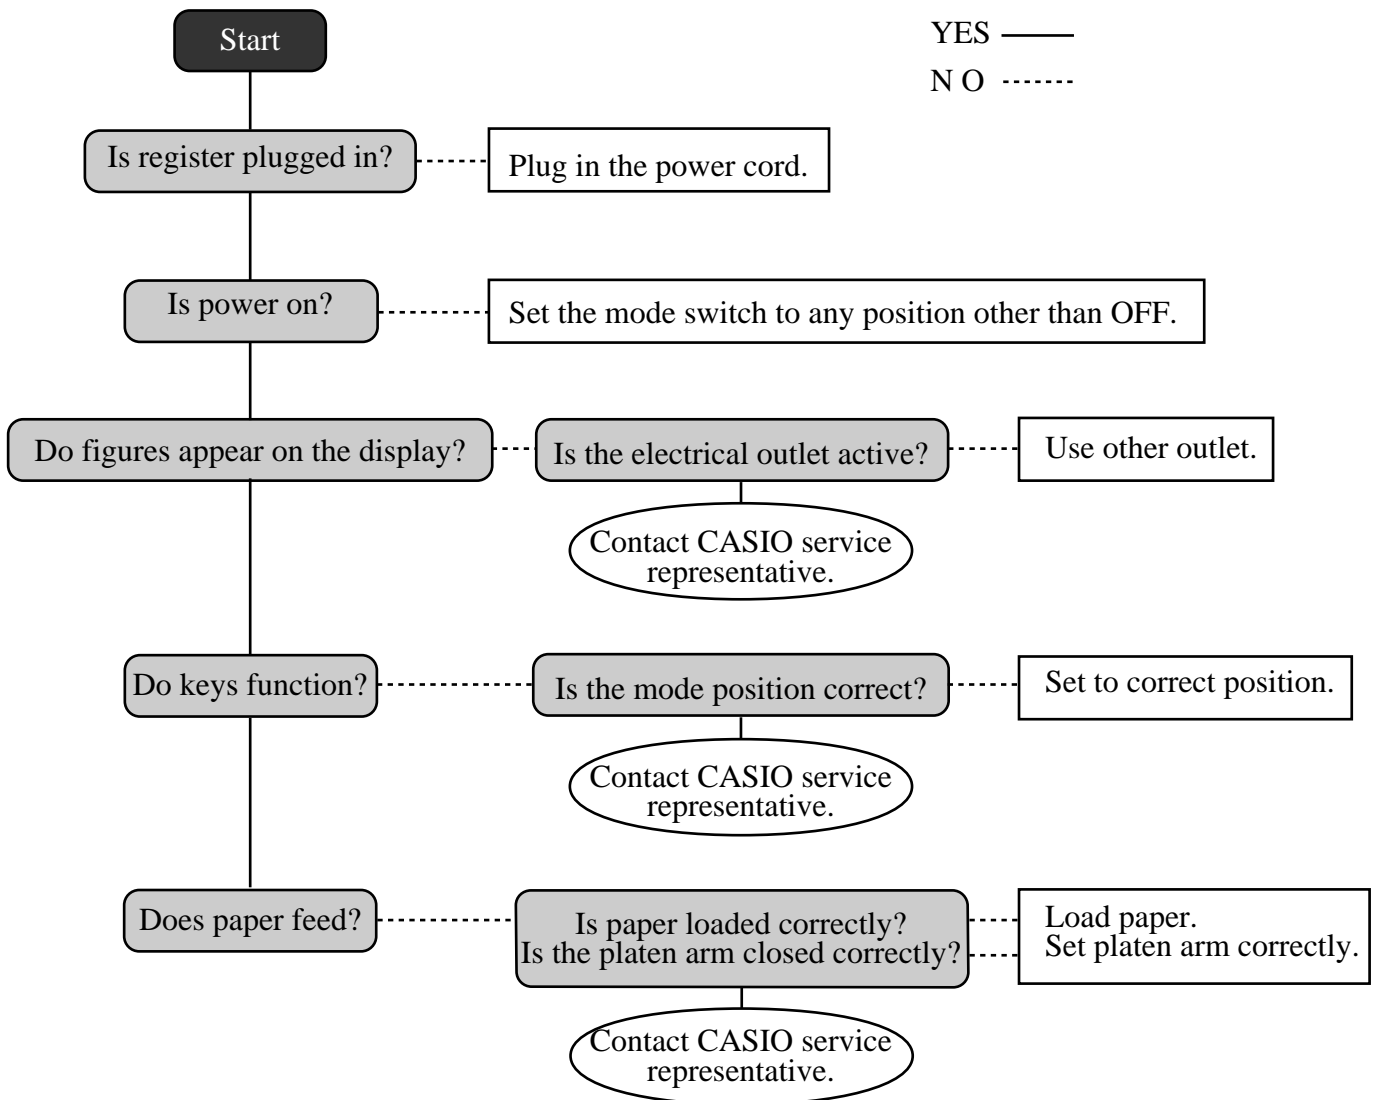 Start
YES
N O
Is register plugged in?
Plug in the power cord.
Is power on?
Set the mode switch to any position other than OFF.
Do figures appear on the display?
Is the electrical outlet active?
Use other outlet.
Contact CASIO service
representative.
Do keys function?
Is the mode position correct?
Set to correct position.
Contact CASIO service
representative.
Does paper feed?
Is paper loaded correctly?
Is the platen arm closed correctly?
Load paper.
Set platen arm correctly.
Contact CASIO service
representative.